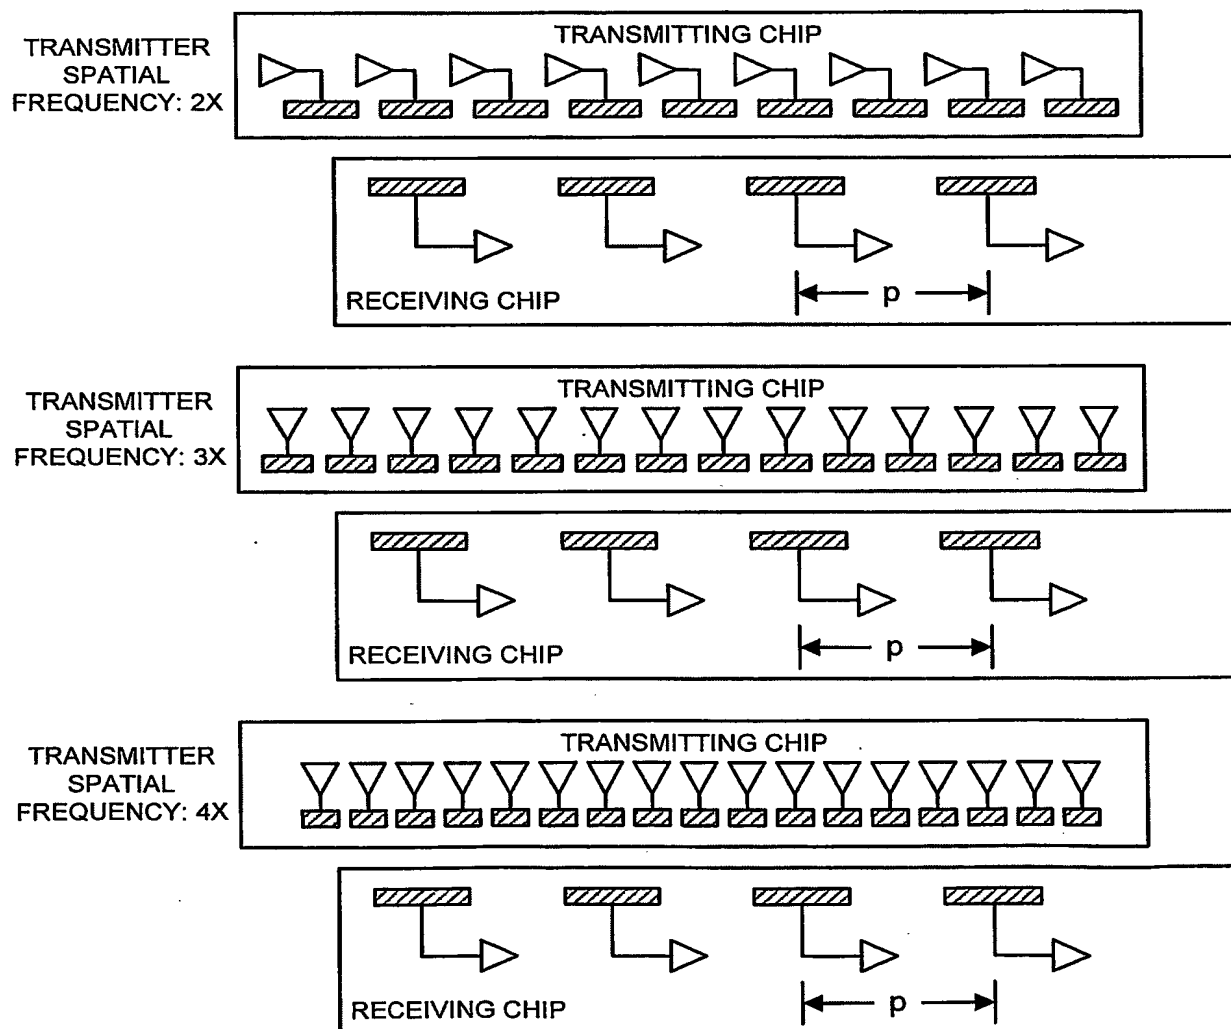 TRANSMITTING CHIP
TRANSMITTER
SPATIAL
FREQUENCY: 2X
p
RECEIVING CHIP
TRANSMITTING CHIP
TRANSMITTER
SPATIAL
FREQUENCY: 3X
p
RECEIVING CHIP
TRANSMITTING CHIP
TRANSMITTER
SPATIAL
FREQUENCY: 4X
p
RECEIVING CHIP